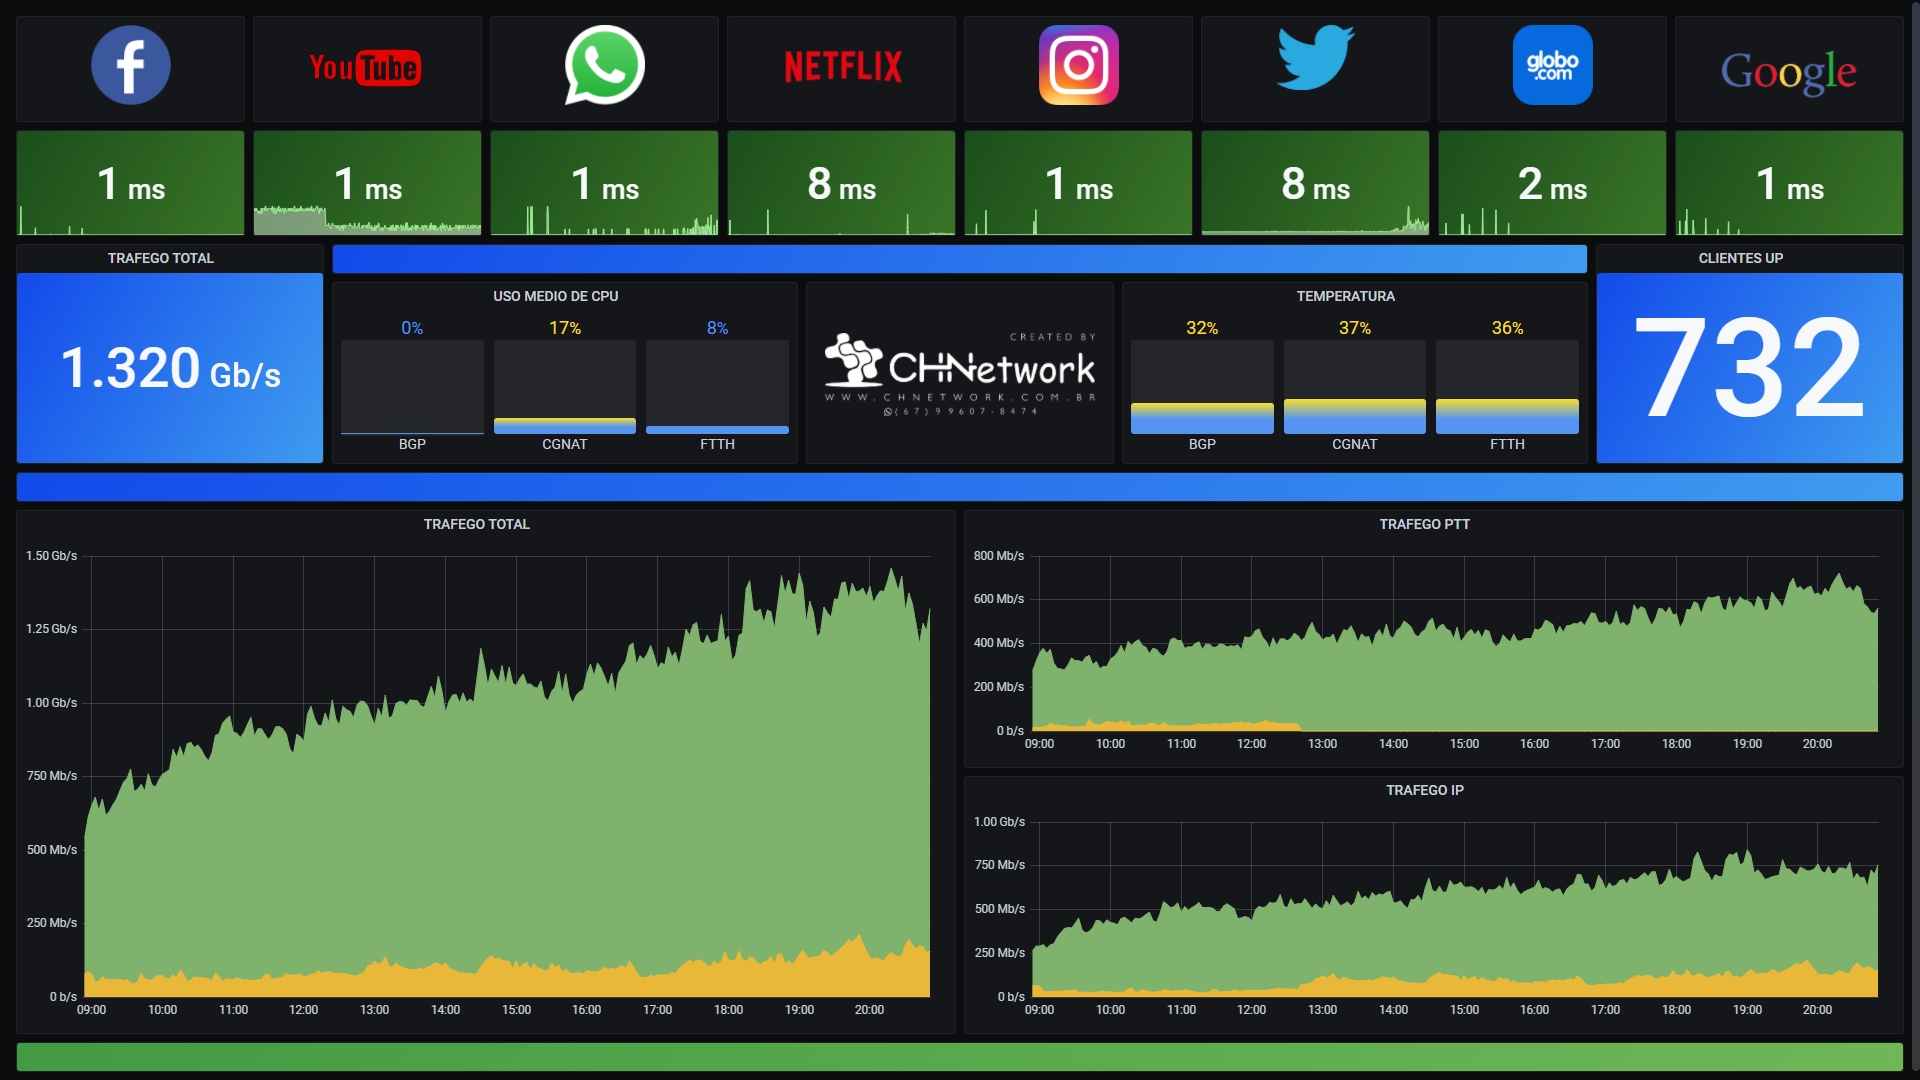 f
YouTube
NETFLIX
globo
.com
Google
1 ms
1 ms
1 ms
8 ms
1 ms
8 ms
2 ms
1 ms
TRAFEGO TOTAL
1.320 Gb/s
USO MEDIO DE CPU
0%
17%
8%
BGP
CGNAT
FTTH
CREATED BY
CHNetwork
WWW.CHNETWORK.COM.BR
(67)99607-8474
TEMPERATURA
32%
37%
36%
BGP
CGNAT
FTTH
CLIENTES UP
732
TRAFEGO TOTAL
1.50 Gb/s
1.25 Gb/s
1.00 Gb/s
750 Mb/s
500 Mb/s
250 Mb/s
0 b/s
09:00 10:00 11:00 12:00 13:00 14:00 15:00 16:00 17:00 18:00 19:00 20:00
TRAFEGO PTT
800 Mb/s
600 Mb/s
400 Mb/s
200 Mb/s
0 b/s
09:00 10:00 11:00 12:00 13:00 14:00 15:00 16:00 17:00 18:00 19:00 20:00
TRAFEGO IP
1.00 Gb/s
750 Mb/s
500 Mb/s
250 Mb/s
0 b/s
09:00 10:00 11:00 12:00 13:00 14:00 15:00 16:00 17:00 18:00 19:00 20:00